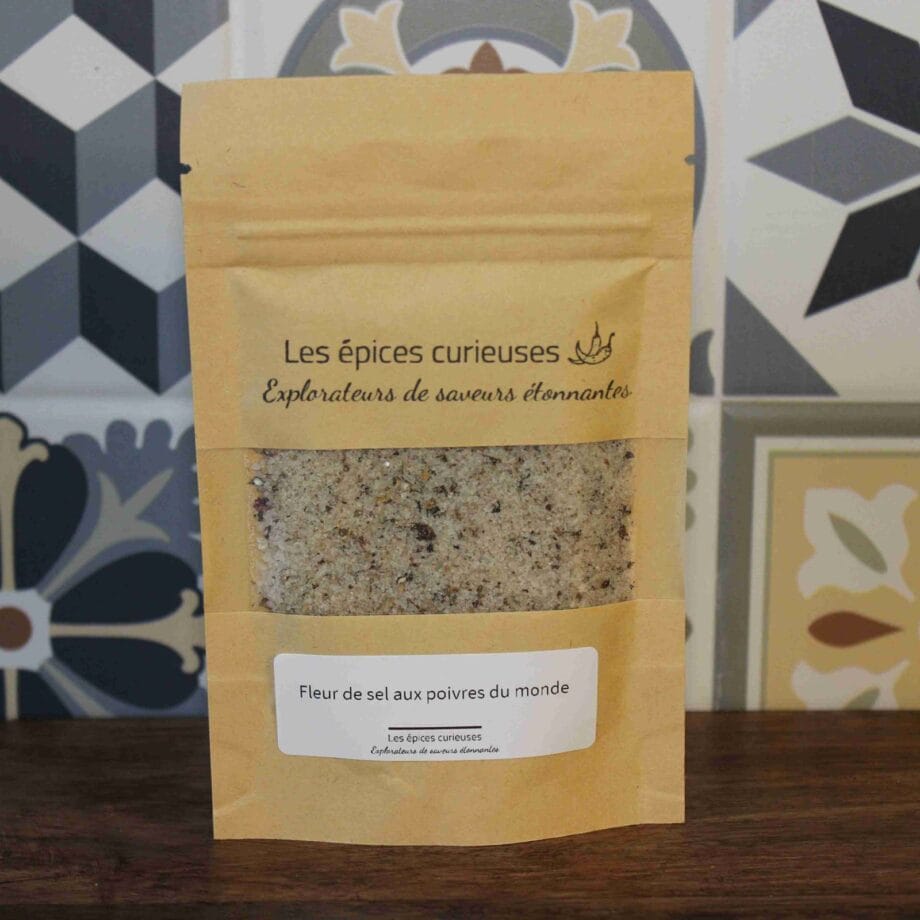 Les épices curieuses
Explorateurs de saveurs étonnantes
Fleur de sel aux poivres du monde
Les épices curieuses
Explorateurs de saveurs étonnantes